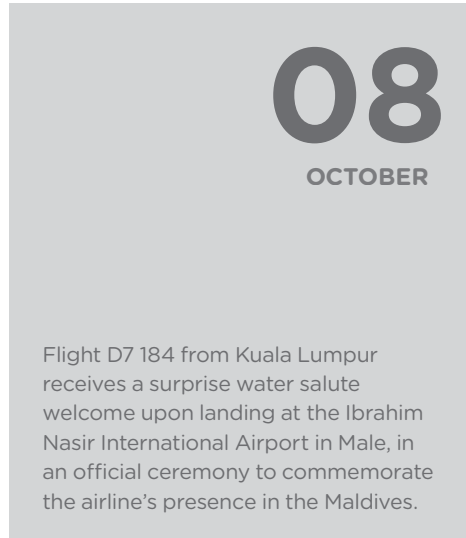 08
OCTOBER
Flight D7 184 from Kuala Lumpur
receives a surprise water salute
welcome upon landing at the Ibrahim
Nasir International Airport in Male, in
an official ceremony to commemorate
the airline’s presence in the Maldives.